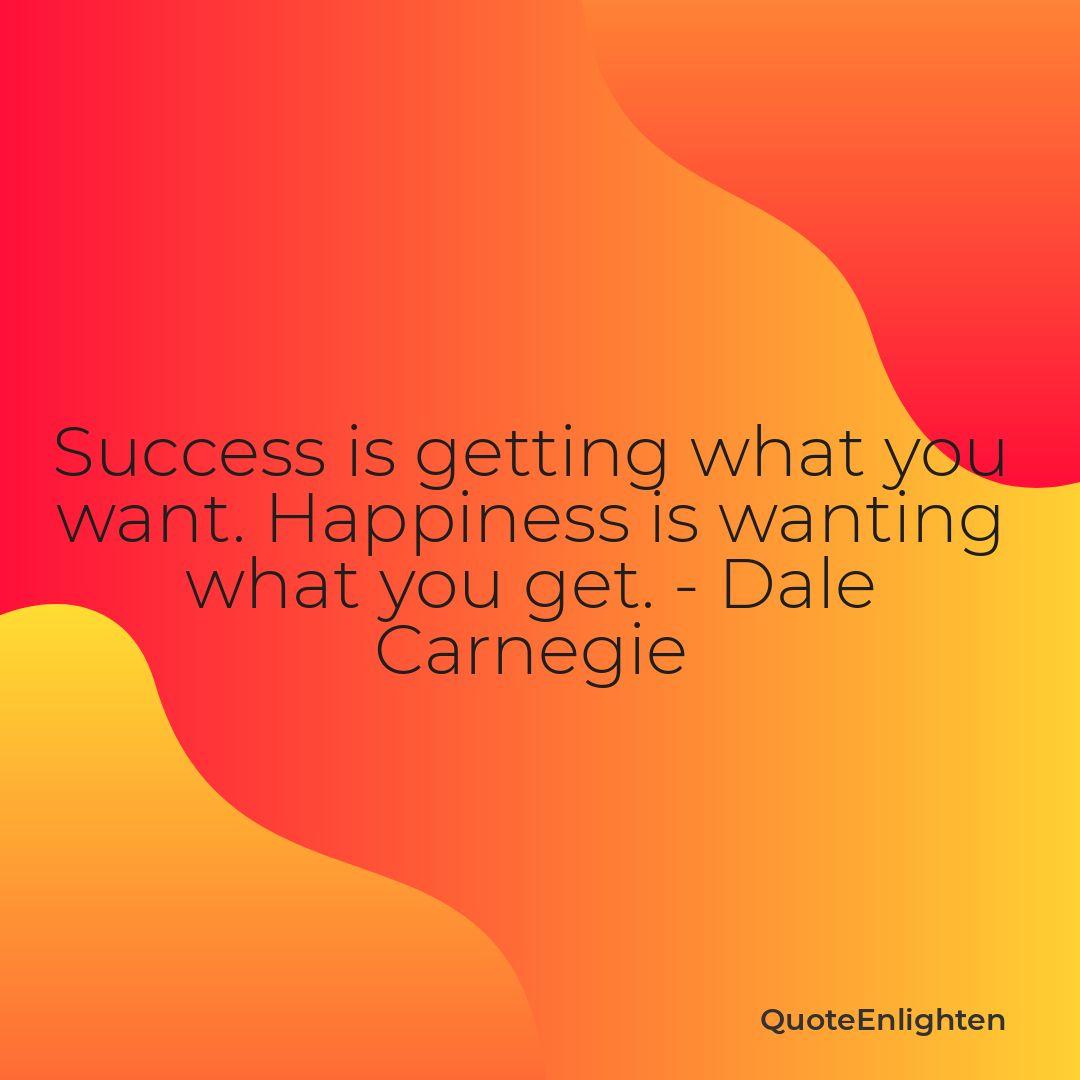 Success is getting what you
want. Happiness is wanting
what you get. - Dale
Carnegie
QuoteEnlighten